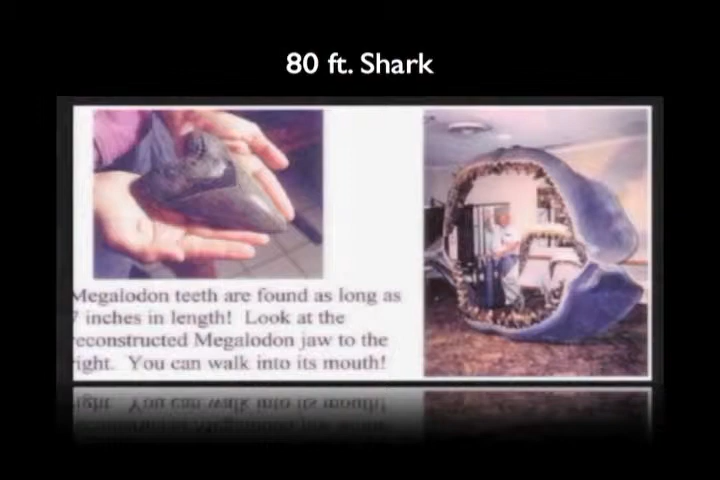 80 ft. Shark
Megalodon teeth are found as long as
7 inches in length! Look at the
reconstructed Megalodon jaw to the
right. You can walk into its mouth!